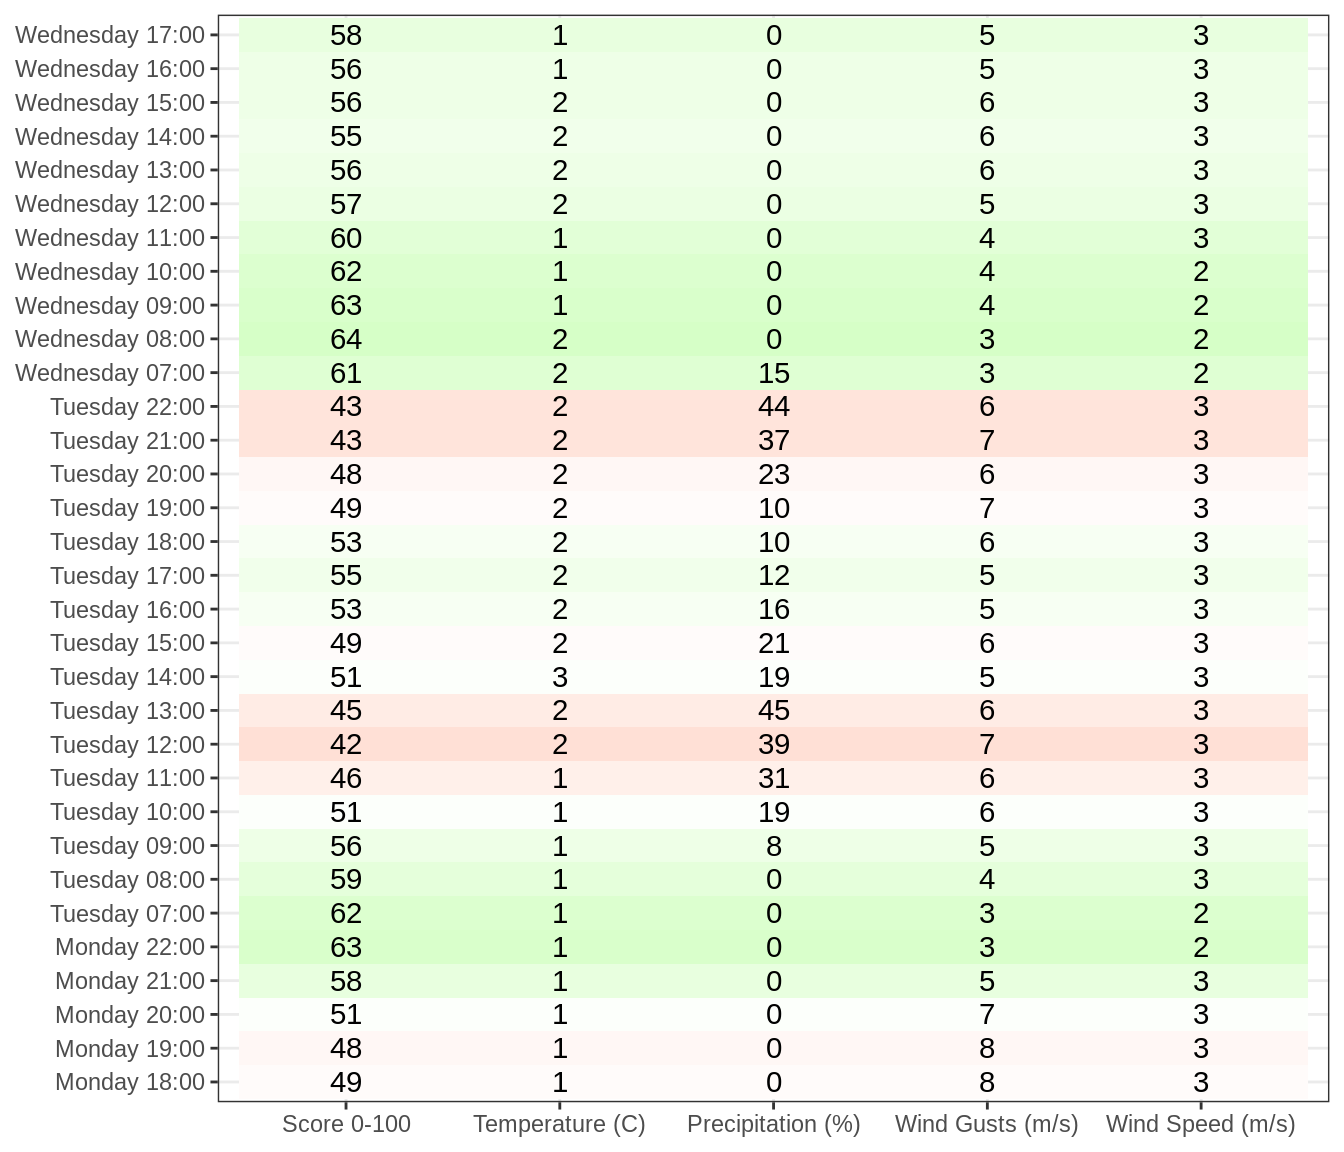 Wednesday 17:00 58 1 0 5 3
Wednesday 16:00 56 1 0 5 3
Wednesday 15:00 56 2 0 6 3
Wednesday 14:00 55 2 0 6 3
Wednesday 13:00 56 2 0 6 3
Wednesday 12:00 57 2 0 5 3
Wednesday 11:00 60 1 0 4 3
Wednesday 10:00 62 1 0 4 2
Wednesday 09:00 63 1 0 4 2
Wednesday 08:00 64 2 0 3 2
Wednesday 07:00 61 2 15 3 2
Tuesday 22:00 43 2 44 6 3
Tuesday 21:00 43 2 37 7 3
Tuesday 20:00 48 2 23 6 3
Tuesday 19:00 49 2 10 7 3
Tuesday 18:00 53 2 10 6 3
Tuesday 17:00 55 2 12 5 3
Tuesday 16:00 53 2 16 5 3
Tuesday 15:00 49 2 21 6 3
Tuesday 14:00 51 3 19 5 3
Tuesday 13:00 45 2 45 6 3
Tuesday 12:00 42 2 39 7 3
Tuesday 11:00 46 1 31 6 3
Tuesday 10:00 51 1 19 6 3
Tuesday 09:00 56 1 8 5 3
Tuesday 08:00 59 1 0 4 3
Tuesday 07:00 62 1 0 3 2
Monday 22:00 63 1 0 3 2
Monday 21:00 58 1 0 5 3
Monday 20:00 51 1 0 7 3
Monday 19:00 48 1 0 8 3
Monday 18:00 49 1 0 8 3
Score 0-100 Temperature (C) Precipitation (%) Wind Gusts (m/s) Wind Speed (m/s)